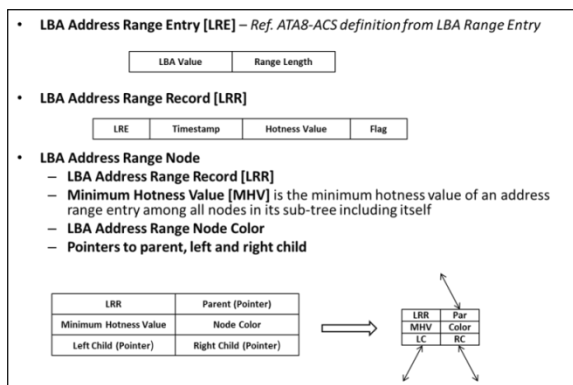 • LBA Address Range Entry [LRE] – Ref. ATA8-ACS definition from LBA Range Entry
LBA Value Range Length
• LBA Address Range Record [LRR]
LRE Timestamp Hotness Value Flag
• LBA Address Range Node
– LBA Address Range Record [LRR]
– Minimum Hotness Value [MHV] is the minimum hotness value of an address
range entry among all nodes in its sub-tree including itself
– LBA Address Range Node Color
– Pointers to parent, left and right child
LRR Parent (Pointer)
Minimum Hotness Value Node Color
Left Child (Pointer) Right Child (Pointer)
LRR Par
MHV Color
LC RC